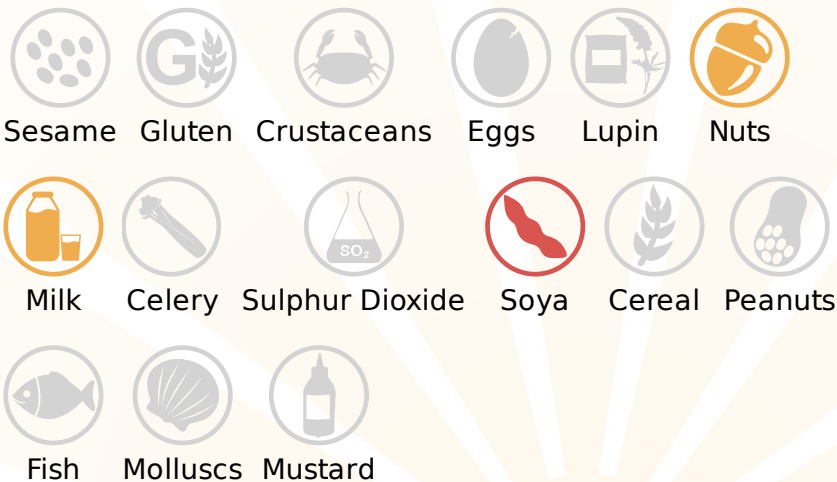 G
Sesame Gluten Crustaceans Eggs Lupin Nuts
SO₂
Milk Celery Sulphur Dioxide Soya Cereal Peanuts
Fish Molluscs Mustard